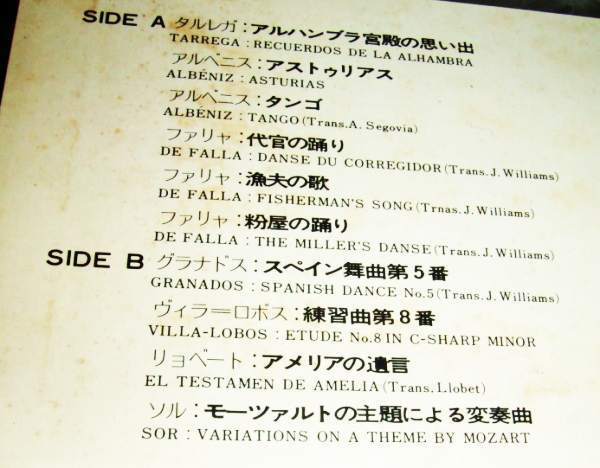 SIDE A タルレガ：アルハンブラ宮殿の思い出
TARREGA : RECUERDOS DE LA ALHAMBRA
アルベニス：アストゥリアス
ALBÉNIZ : ASTURIAS
アルベニス：タンゴ
ALBÉNIZ : TANGO (Trans. A. Segovia)
ファリャ：代官の踊り
DE FALLA : DANSE DU CORREGIDOR (Trans. J. Williams)
ファリャ：漁夫の歌
DE FALLA : FISHERMAN'S SONG (Trnas. J. Williams)
ファリャ：粉屋の踊り
DE FALLA : THE MILLER'S DANSE (Trans. J. Williams)
SIDE B グラナドス：スペイン舞曲第5番
GRANADOS : SPANISH DANCE No.5 (Trans. J. Williams)
ヴィラ＝ロボス：練習曲第8番
VILLA-LOBOS : ETUDE No.8 IN C-SHARP MINOR
リョベート：アメリアの遺言
EL TESTAMEN DE AMELIA (Trans. Llobet)
ソル：モーツァルトの主題による変奏曲
SOR : VARIATIONS ON A THEME BY MOZART